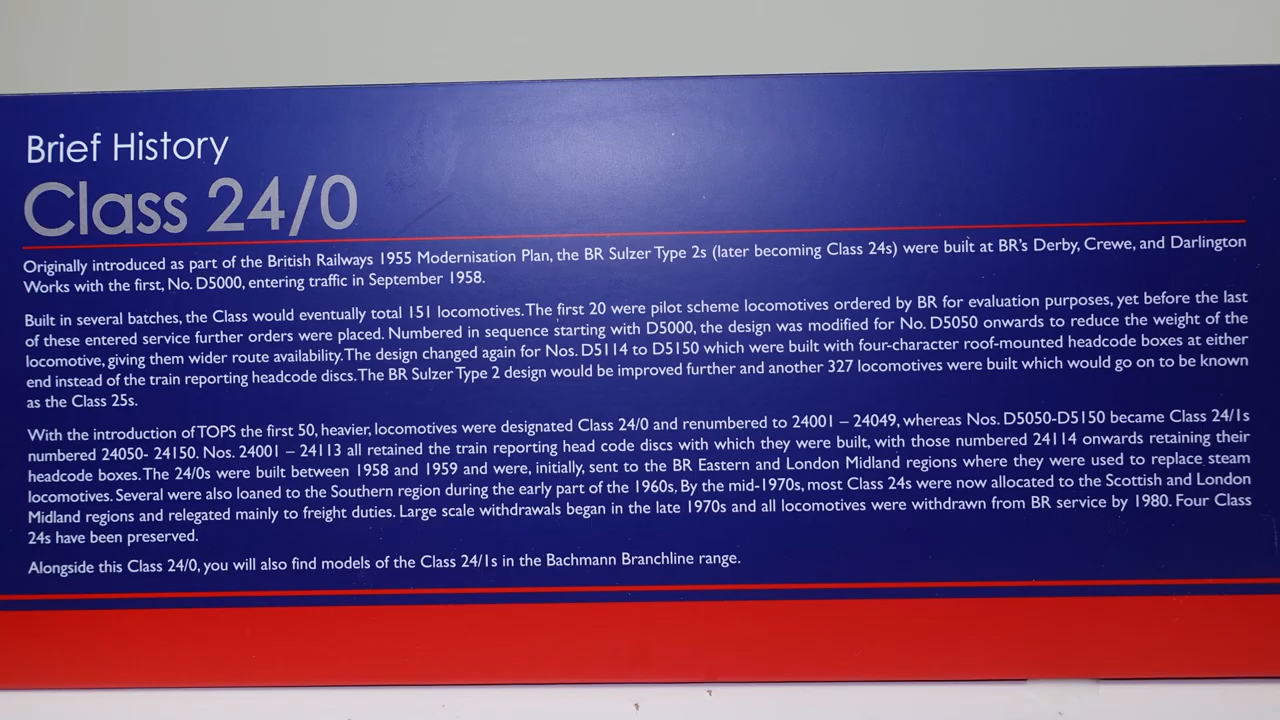 Brief History
Class 24/0
Originally introduced as part of the British Railways 1955 Modernisation Plan, the BR Sulzer Type 2s (later becoming Class 24s) were built at BR's Derby, Crewe, and Darlington
Works with the first, No. D5000, entering traffic in September 1958.
Built in several batches, the Class would eventually total 151 locomotives. The first 20 were pilot scheme locomotives ordered by BR for evaluation purposes, yet before the last
of these entered service further orders were placed. Numbered in sequence starting with D5000, the design was modified for No. D5050 onwards to reduce the weight of the
locomotive, giving them wider route availability. The design changed again for Nos. D5114 to D5150 which were built with four-character roof-mounted headcode boxes at either
end instead of the train reporting headcode discs. The BR Sulzer Type 2 design would be improved further and another 327 locomotives were built which would go on to be known
as the Class 25s.
With the introduction of TOPS the first 50, heavier, locomotives were designated Class 24/0 and renumbered to 24001 – 24049, whereas Nos. D5050-D5150 became Class 24/1s
numbered 24050- 24150. Nos. 24001 – 24113 all retained the train reporting head code discs with which they were built, with those numbered 24114 onwards retaining their
headcode boxes. The 24/0s were built between 1958 and 1959 and were, initially, sent to the BR Eastern and London Midland regions where they were used to replace steam
locomotives. Several were also loaned to the Southern region during the early part of the 1960s. By the mid-1970s, most Class 24s were now allocated to the Scottish and London
Midland regions and relegated mainly to freight duties. Large scale withdrawals began in the late 1970s and all locomotives were withdrawn from BR service by 1980. Four Class
24s have been preserved.
Alongside this Class 24/0, you will also find models of the Class 24/1s in the Bachmann Branchline range.